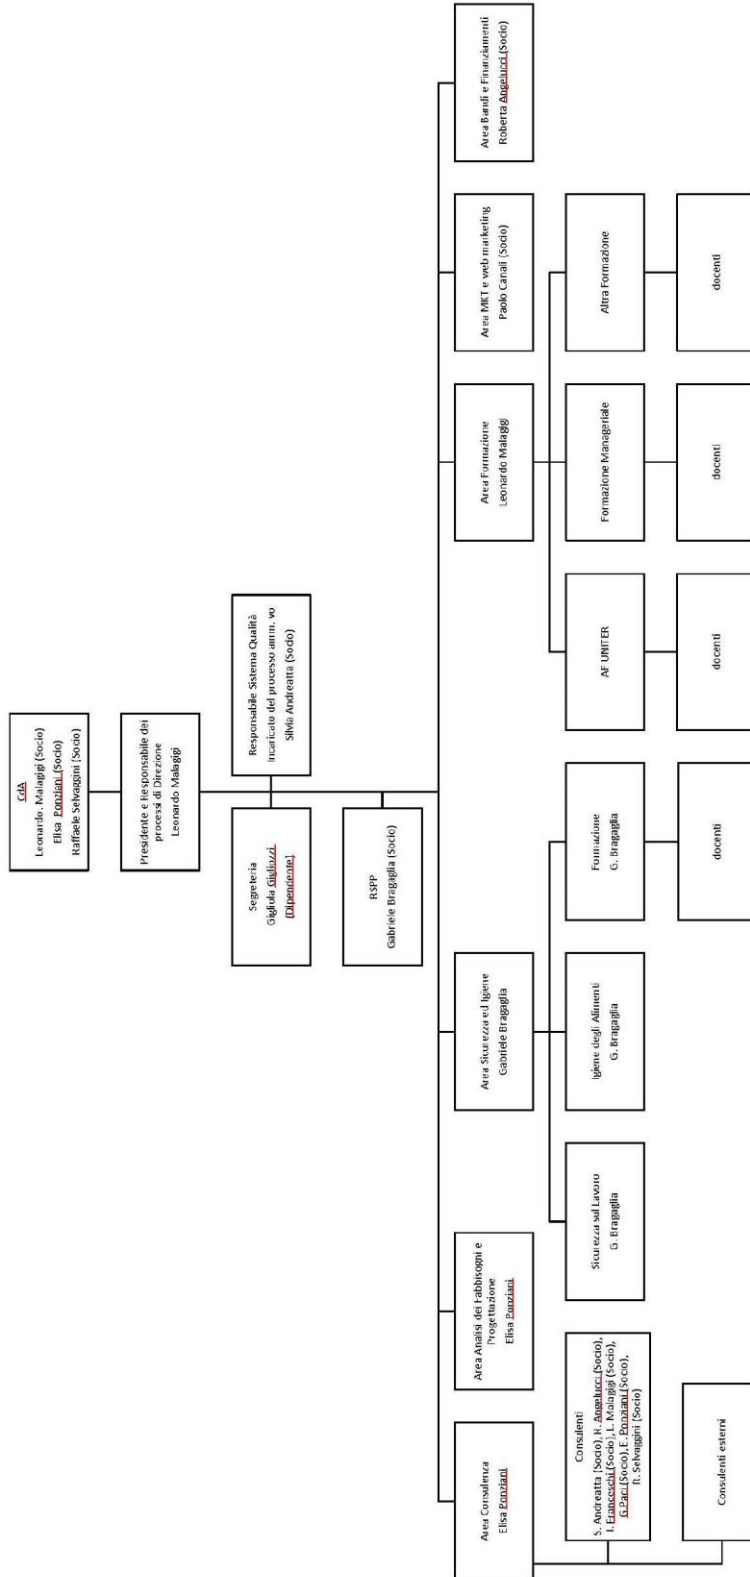 CdA
Leonardo. Malagigi (Socio)
Elisa Ponziani (Socio)
Raffaele Selvaggini (Socio)
Presidente e Responsabile dei
processi di Direzione
Leonardo Malagigi
Segreteria
Gigliola Gigliozzi
(Dipendente)
Responsabile Sistema Qualità
Incaricato del processo amm. vo
Silvia Andreatta (Socio)
RSPP
Gabriele Bragaglia (Socio)
Area Consulenza
Elisa Ponziani
Area Analisi dei Fabbisogni e
Progettazione
Elisa Ponziani
Area Sicurezza ed Igiene
Gabriele Bragaglia
Area Formazione
Leonardo Malagigi
Area MKT e web marketing
Paolo Canali (Socio)
Area Bandi e Finanziamenti
Roberta Angelucci (Socio)
Consulenti
S. Andreatta (Socio), R. Angelucci (Socio),
I. Franceschi (Socio), L. Malagigi (Socio),
G Paci (Socio), E. Ponziani (Socio),
R. Selvaggini (Socio)
Sicurezza sul Lavoro
G. Bragaglia
Igiene degli Alimenti
G. Bragaglia
Formazione
G. Bragaglia
AF UNITER
Formazione Manageriale
Altra Formazione
Consulenti esterni
docenti
docenti
docenti
docenti